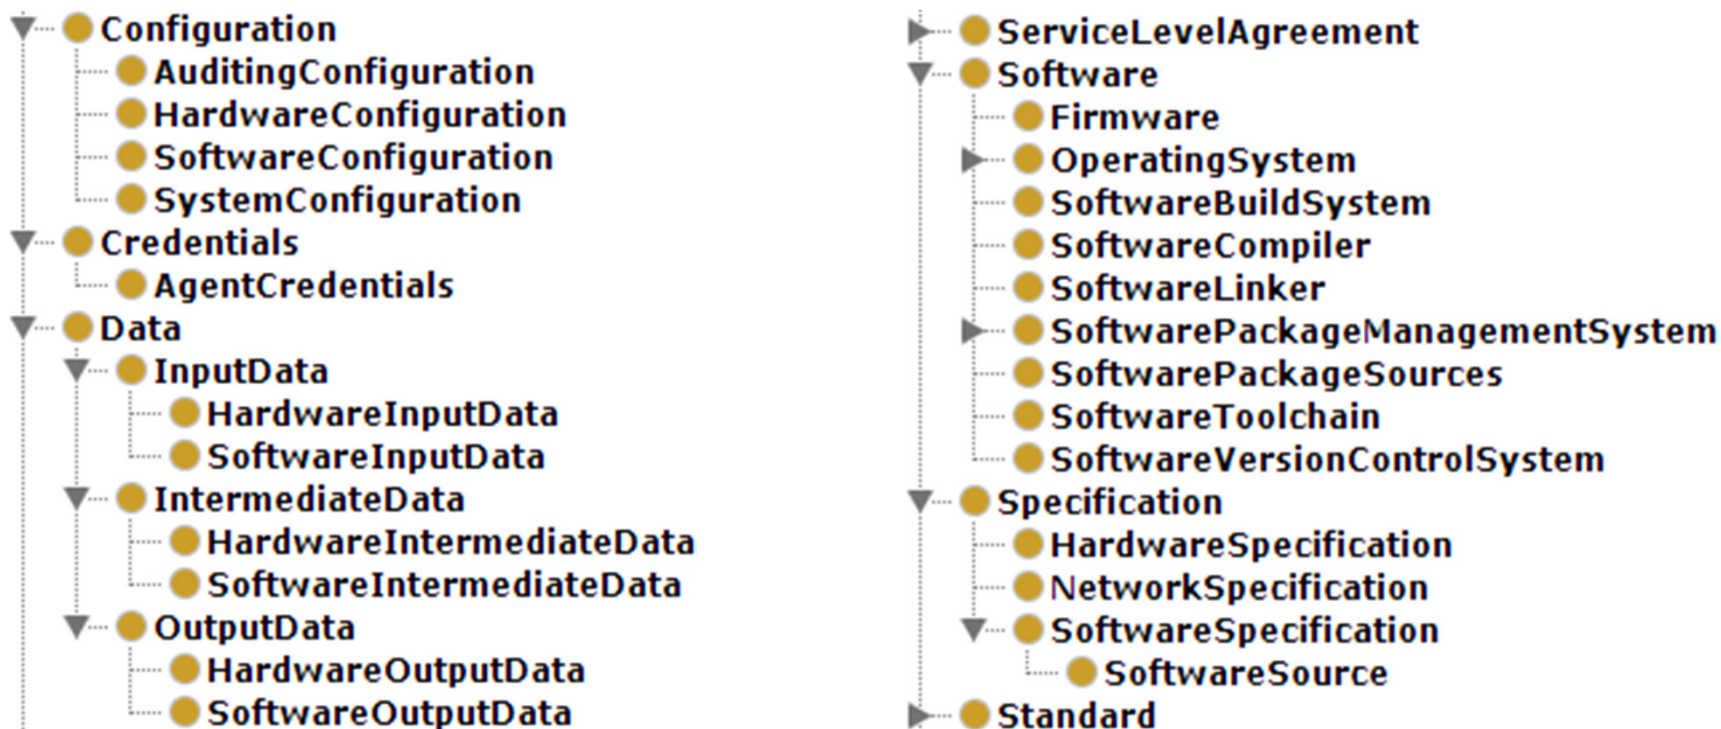 Configuration
AuditingConfiguration
HardwareConfiguration
SoftwareConfiguration
SystemConfiguration
Credentials
AgentCredentials
Data
InputData
HardwareInputData
SoftwareInputData
IntermediateData
HardwareIntermediateData
SoftwareIntermediateData
OutputData
HardwareOutputData
SoftwareOutputData
ServiceLevelAgreement
Software
Firmware
OperatingSystem
SoftwareBuildSystem
SoftwareCompiler
SoftwareLinker
SoftwarePackageManagementSystem
SoftwarePackageSources
SoftwareToolchain
SoftwareVersionControlSystem
Specification
HardwareSpecification
NetworkSpecification
SoftwareSpecification
SoftwareSource
Standard